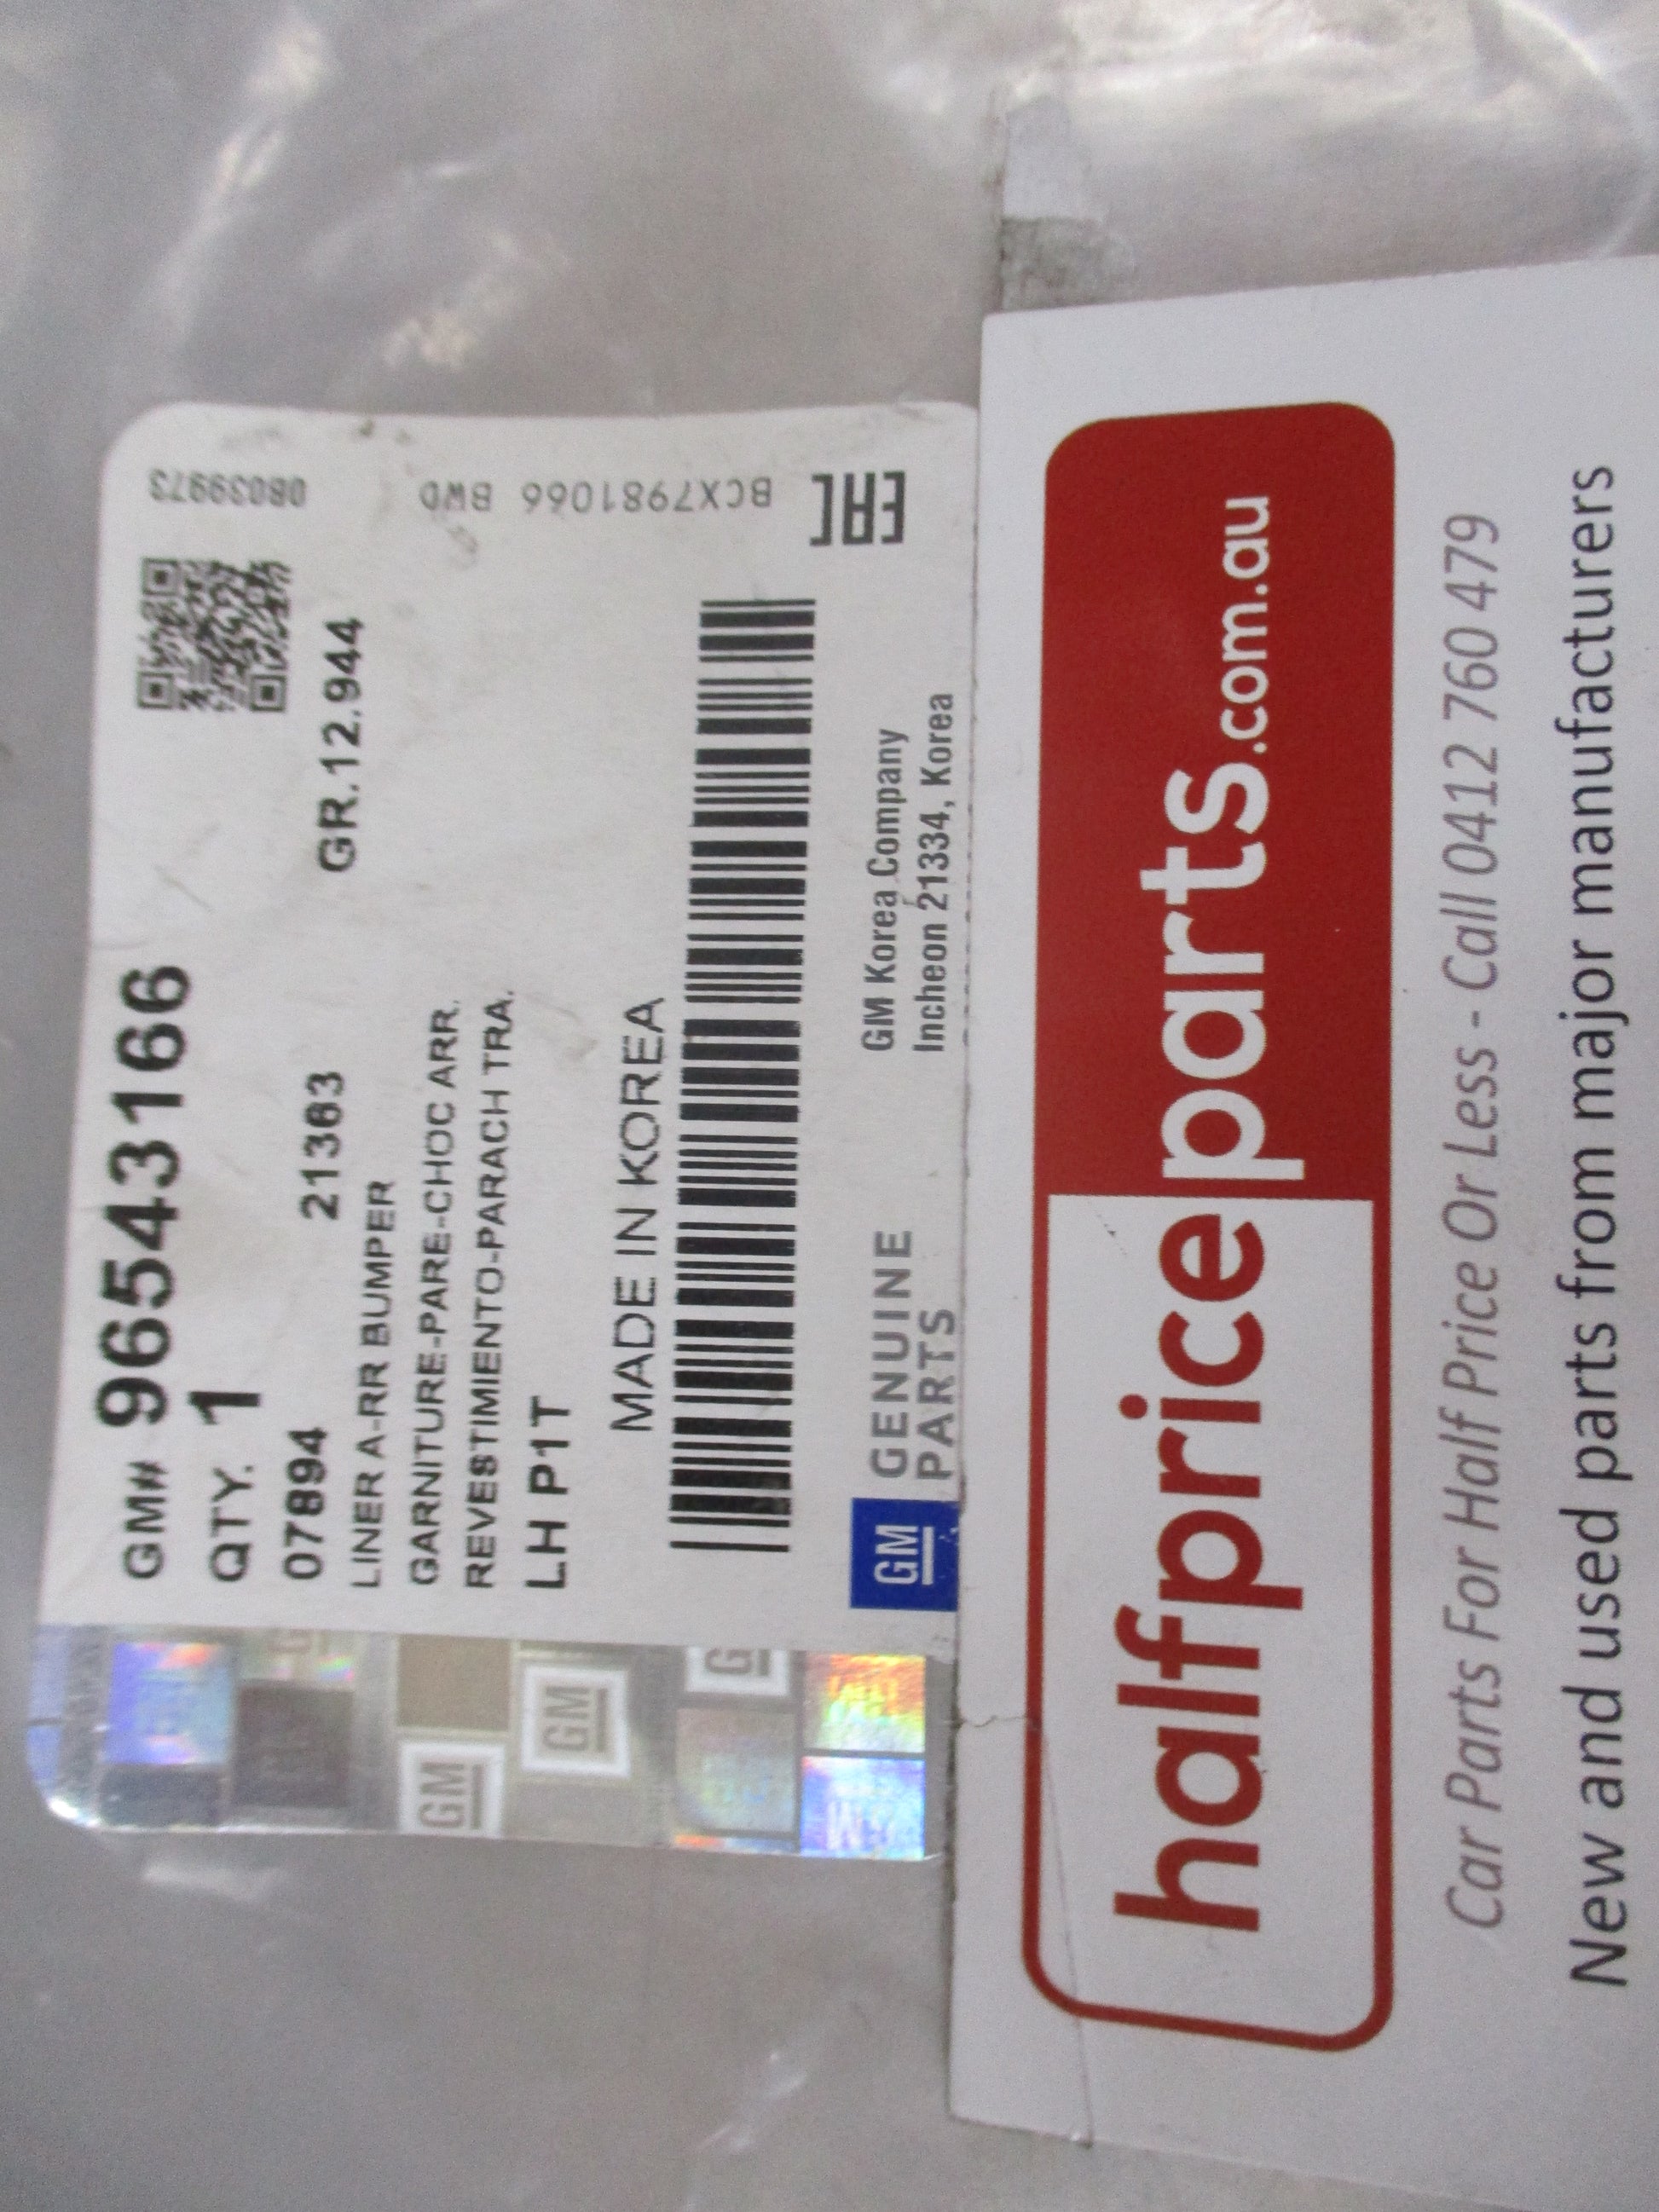 GM# 96543166
QTY. 1
07894 21363 GR.12.944
LINER A-RR BUMPER
GARNITURE-PARE-CHOC ARR.
REVESTIMIENTO-PARACH TRA.
LH P1T
MADE IN KOREA
GM GENUINE PARTS
GM Korea Company
Incheon 21334, Korea
08039973
BCX7981066 BWD
EAC
GM
GM
halfpriceparts.com.au
Car Parts For Half Price Or Less - Call 0412 760 479
New and used parts from major manufacturers